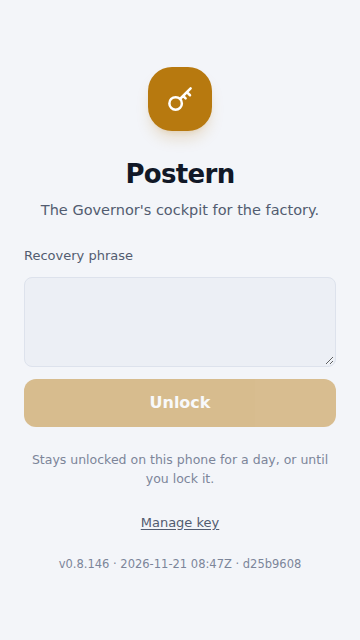 Postern
The Governor's cockpit for the factory.
Recovery phrase
Unlock
Stays unlocked on this phone for a day, or until
you lock it.
Manage key
v0.8.146 · 2026-11-21 08:47Z · d25b9608